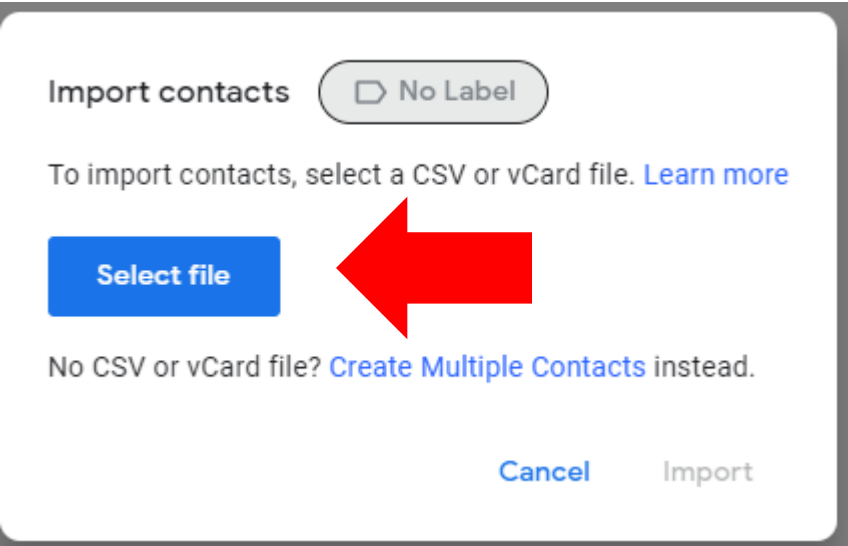 Import contacts No Label
To import contacts, select a CSV or vCard file. Learn more
Select file
No CSV or vCard file? Create Multiple Contacts instead.
Cancel Import